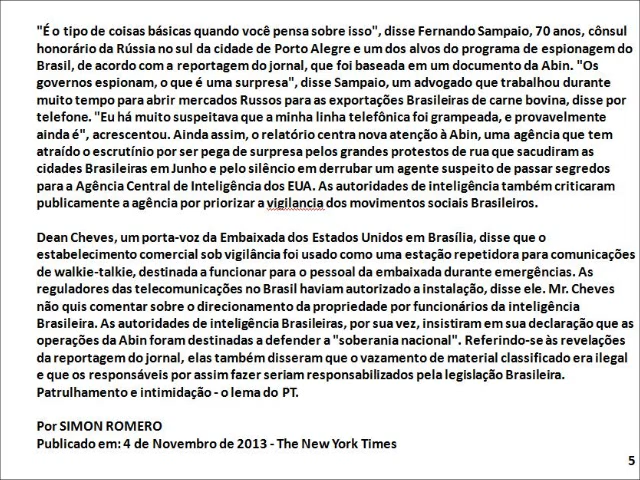 "É o tipo de coisas básicas quando você pensa sobre isso", disse Fernando Sampaio, 70 anos, cônsul
honorário da Rússia no sul da cidade de Porto Alegre e um dos alvos do programa de espionagem do
Brasil, de acordo com a reportagem do jornal, que foi baseada em um documento da Abin. "Os
governos espionam, o que é uma surpresa", disse Sampaio, um advogado que trabalhou durante
muito tempo para abrir mercados Russos para as exportações Brasileiras de carne bovina, disse por
telefone. "Eu há muito suspeitava que a minha linha telefônica foi grampeada, e provavelmente
ainda é", acrescentou. Ainda assim, o relatório centra nova atenção à Abin, uma agência que tem
atraído o escrutínio por ser pega de surpresa pelos grandes protestos de rua que sacudiram as
cidades Brasileiras em Junho e pelo silêncio em derrubar um agente suspeito de passar segredos
para a Agência Central de Inteligência dos EUA. As autoridades de inteligência também criticaram
publicamente a agência por priorizar a vigilancia dos movimentos sociais Brasileiros.

Dean Cheves, um porta-voz da Embaixada dos Estados Unidos em Brasília, disse que o
estabelecimento comercial sob vigilância foi usado como uma estação repetidora para comunicações
de walkie-talkie, destinada a funcionar para o pessoal da embaixada durante emergências. As
reguladores das telecomunicações no Brasil haviam autorizado a instalação, disse ele. Mr. Cheves
não quis comentar sobre o direcionamento da propriedade por funcionários da inteligência
Brasileira. As autoridades de inteligência Brasileiras, por sua vez, insistiram em sua declaração que as
operações da Abin foram destinadas a defender a "soberania nacional". Referindo-se às revelações
da reportagem do jornal, elas também disseram que o vazamento de material classificado era ilegal
e que os responsáveis por assim fazer seriam responsabilizados pela legislação Brasileira.
Patrulhamento e intimidação - o lema do PT.

Por SIMON ROMERO
Publicado em: 4 de Novembro de 2013 - The New York Times
5